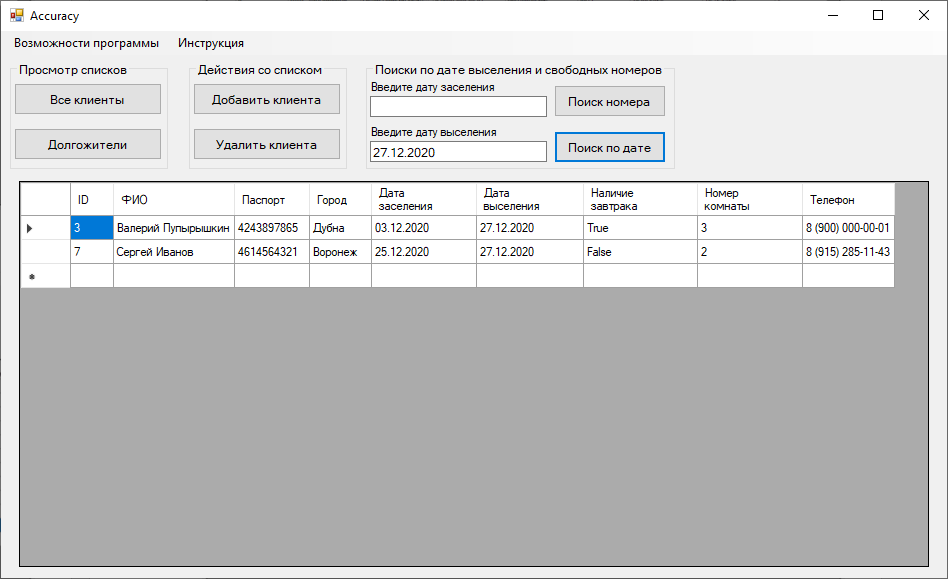 Accuracy
Возможности программы Инструкция
Просмотр списков
Все клиенты
Долгожители
Действия со списком
Добавить клиента
Удалить клиента
Поиски по дате выселения и свободных номеров
Введите дату заселения
Поиск номера
Введите дату выселения
27.12.2020
Поиск по дате
ID ФИО Паспорт Город Дата заселения Дата выселения Наличие завтрака Номер комнаты Телефон
3 Валерий Пупырышкин 4243897865 Дубна 03.12.2020 27.12.2020 True 3 8 (900) 000-00-01
7 Сергей Иванов 4614564321 Воронеж 25.12.2020 27.12.2020 False 2 8 (915) 285-11-43